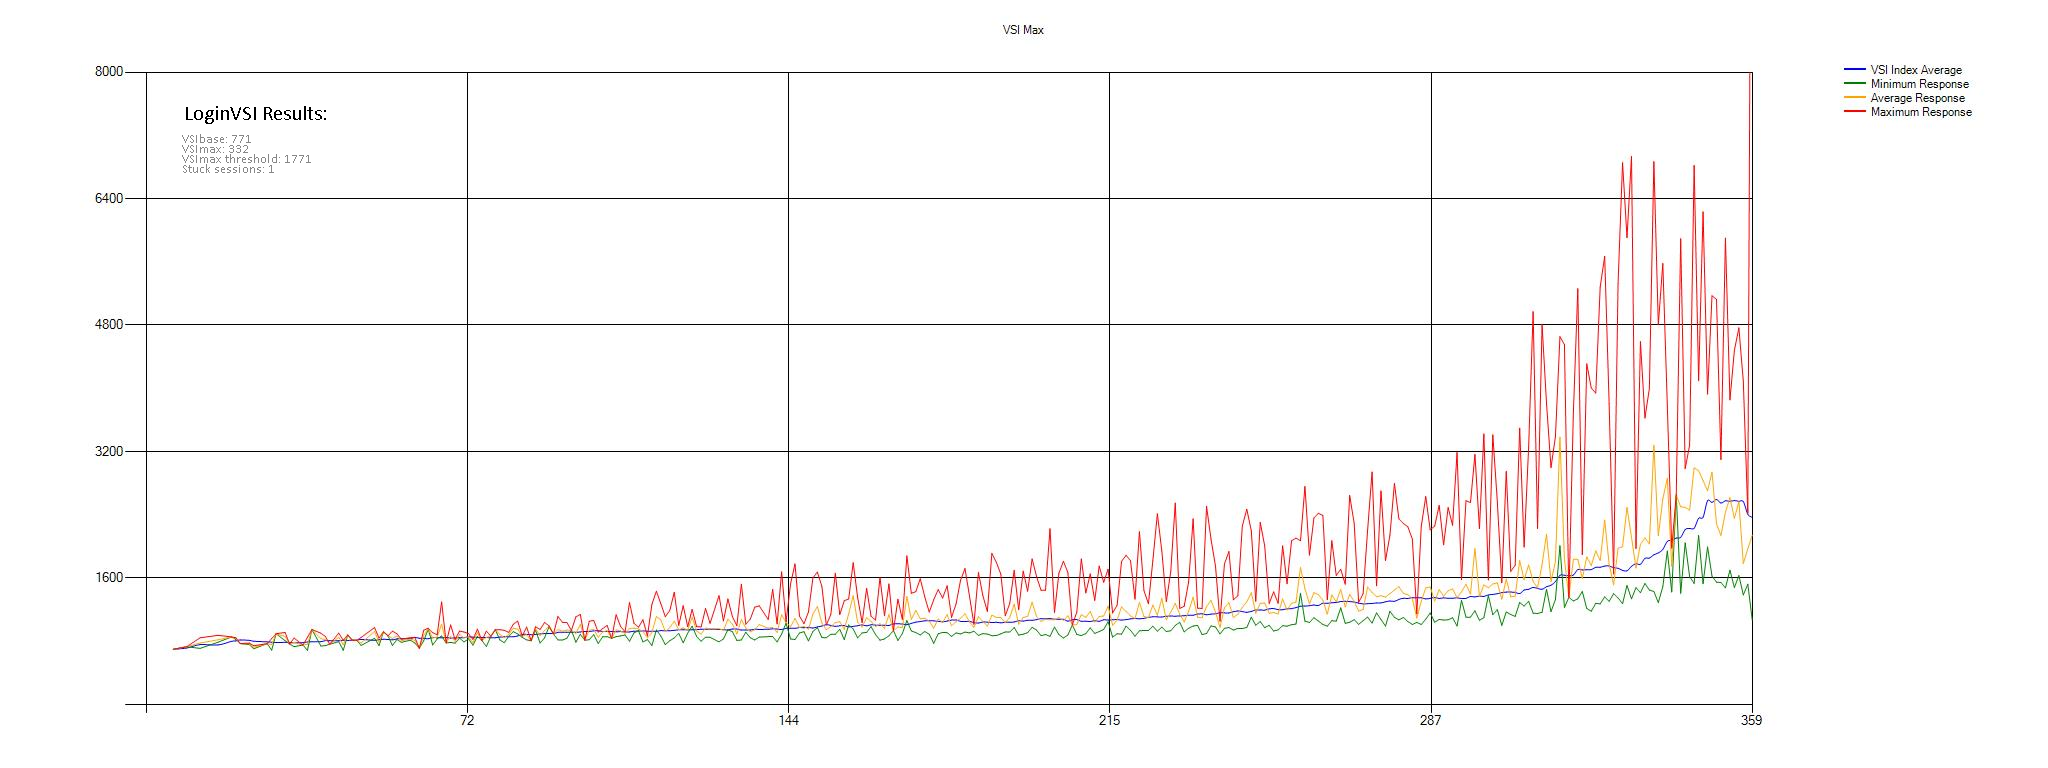 VSI Max
8000
6400
4800
3200
1600
LoginVSI Results:
VSIbase: 771
VSImax: 332
VSImax threshold: 1771
Stuck sessions: 1
VSI Index Average
Minimum Response
Average Response
Maximum Response
72
144
215
287
359